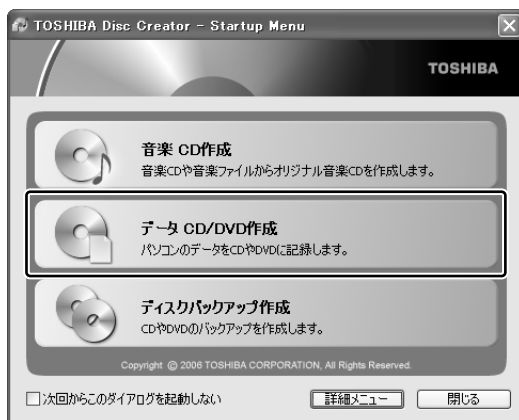 TOSHIBA Disc Creator - Startup Menu
TOSHIBA
音楽 CD作成
音楽CDや音楽ファイルからオリジナル音楽CDを作成します。
データ CD/DVD作成
パソコンのデータをCDやDVDに記録します。
ディスクバックアップ作成
CDやDVDのバックアップを作成します。
Copyright © 2006 TOSHIBA CORPORATION, All Rights Reserved.
次回からこのダイアログを起動しない
詳細メニュー
閉じる